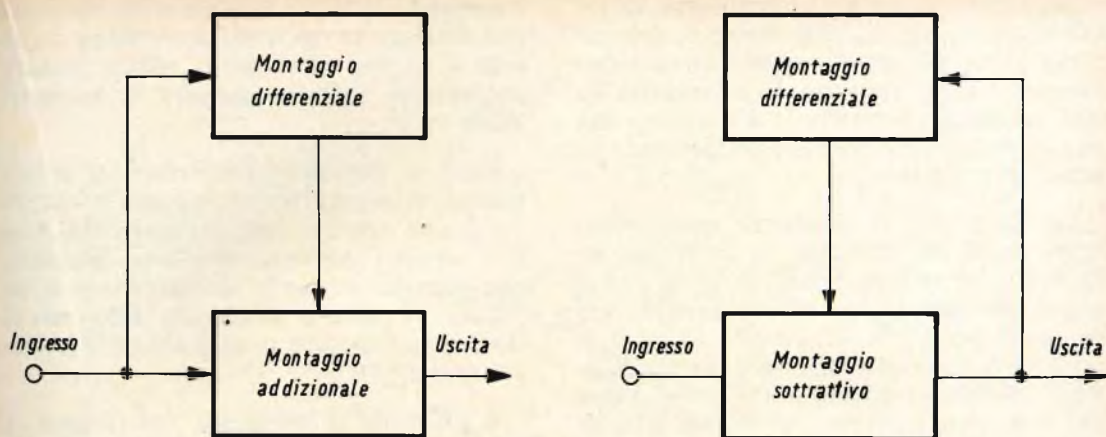 Montaggio
differenziale
Ingresso
Montaggio
addizionale
Uscita
Montaggio
differenziale
Ingresso
Montaggio
sottrattivo
Uscita